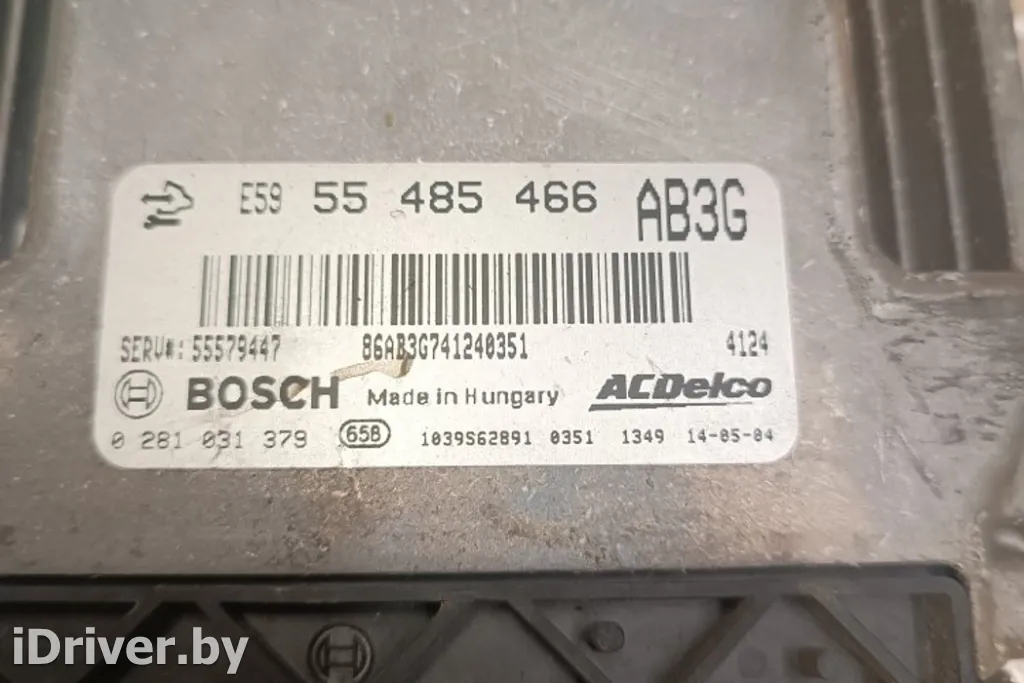 E59 55 485 466 AB3G
SERV#: 55579447 86AB3G741240351 4124
BOSCH Made in Hungary ACDelco
0 281 031 379 65B 1039S62891 0351 1349 14-05-04
iDriver.by